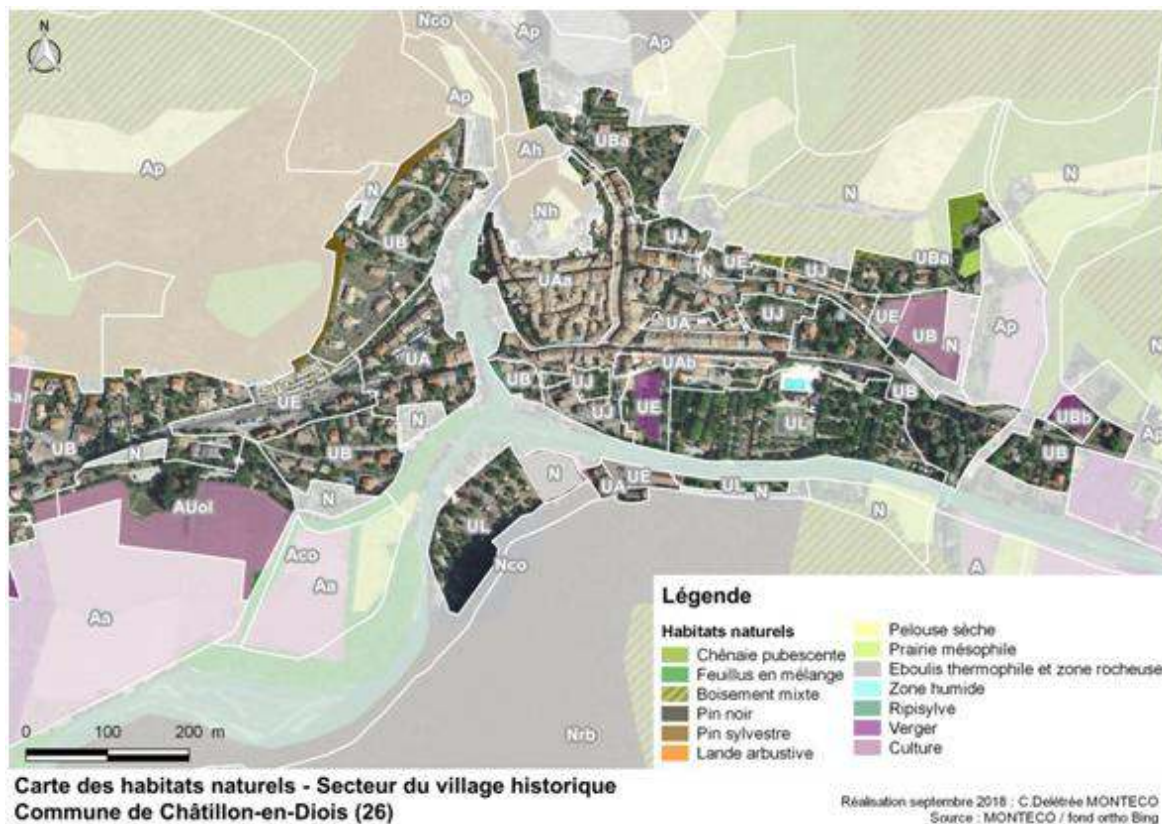 N
Nco
Ap
Ap
Ap
Ah
UBa
Ap
N
Nh
N
N
UB
UJ
N
UE
UJ
UBa
UAa
UA
UJ
UE
UB
N
Ap
N
UA
UAb
UE
UB
UJ
UB
UJ
UE
UL
UBb
Ap
UB
N
UB
N
UB
N
UL
N
UA
UE
UL
N
N
AUol
Aco
Aa
Nco
A
Aa
Nrb
0 100 200 m
Légende
Habitats naturels
Chênaie pubescente
Feuillus en mélange
Boisement mixte
Pin noir
Pin sylvestre
Lande arbustive
Pelouse sèche
Prairie mésophile
Eboulis thermophile et zone rocheuse
Zone humide
Ripisylve
Verger
Culture
Carte des habitats naturels - Secteur du village historique
Commune de Châtillon-en-Diois (26)
Réalisation septembre 2018 : C.Delétrée MONTECO
Source : MONTECO / fond ortho Bing